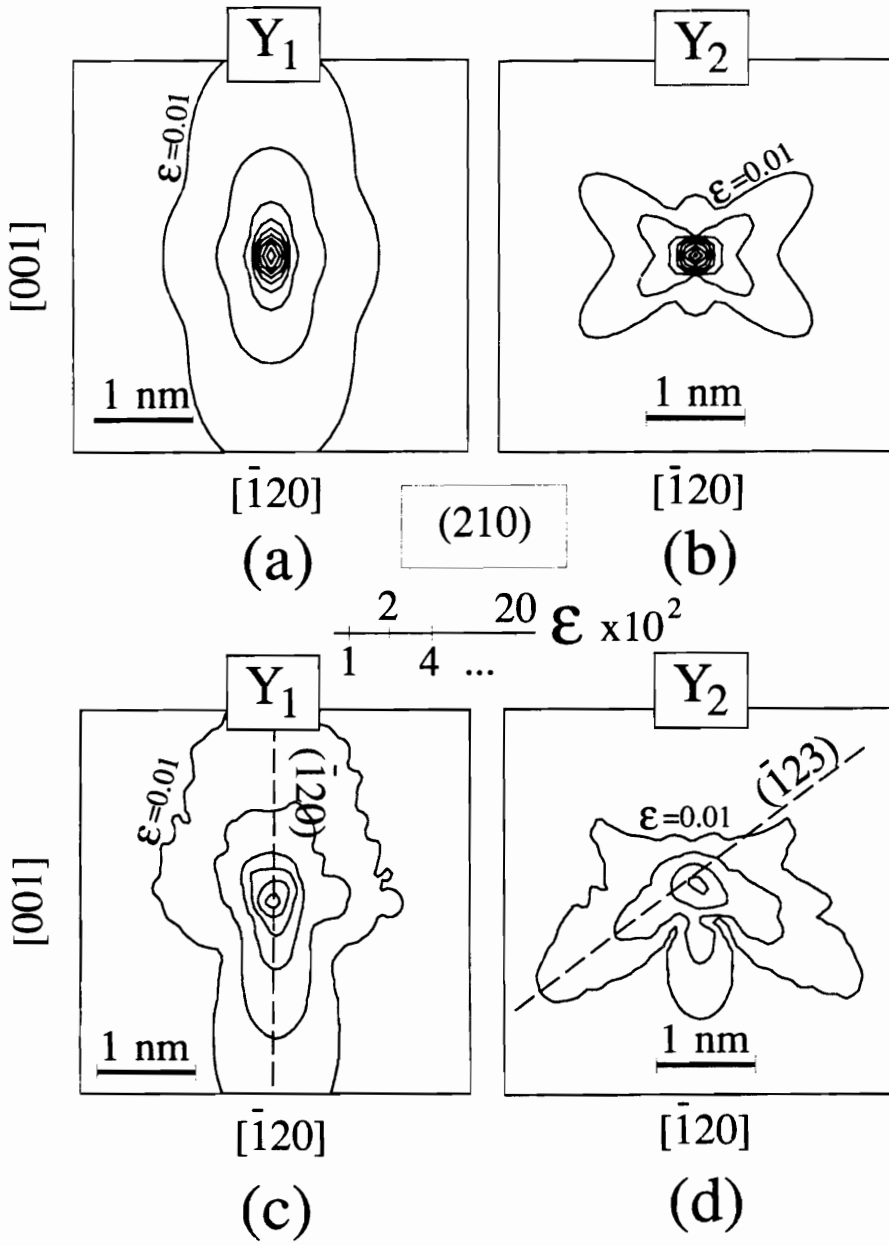 Y₁
Y₂
ε=0.01
ε=0.01
[001]
1 nm
1 nm
[1̄20]
[1̄20]
(a)
(210)
(b)
2 20 ε x10²
1 4 ...
Y₁
Y₂
ε=0.01
(1̄20)
ε=0.01
(1̄23)
[001]
1 nm
1 nm
[1̄20]
[1̄20]
(c)
(d)